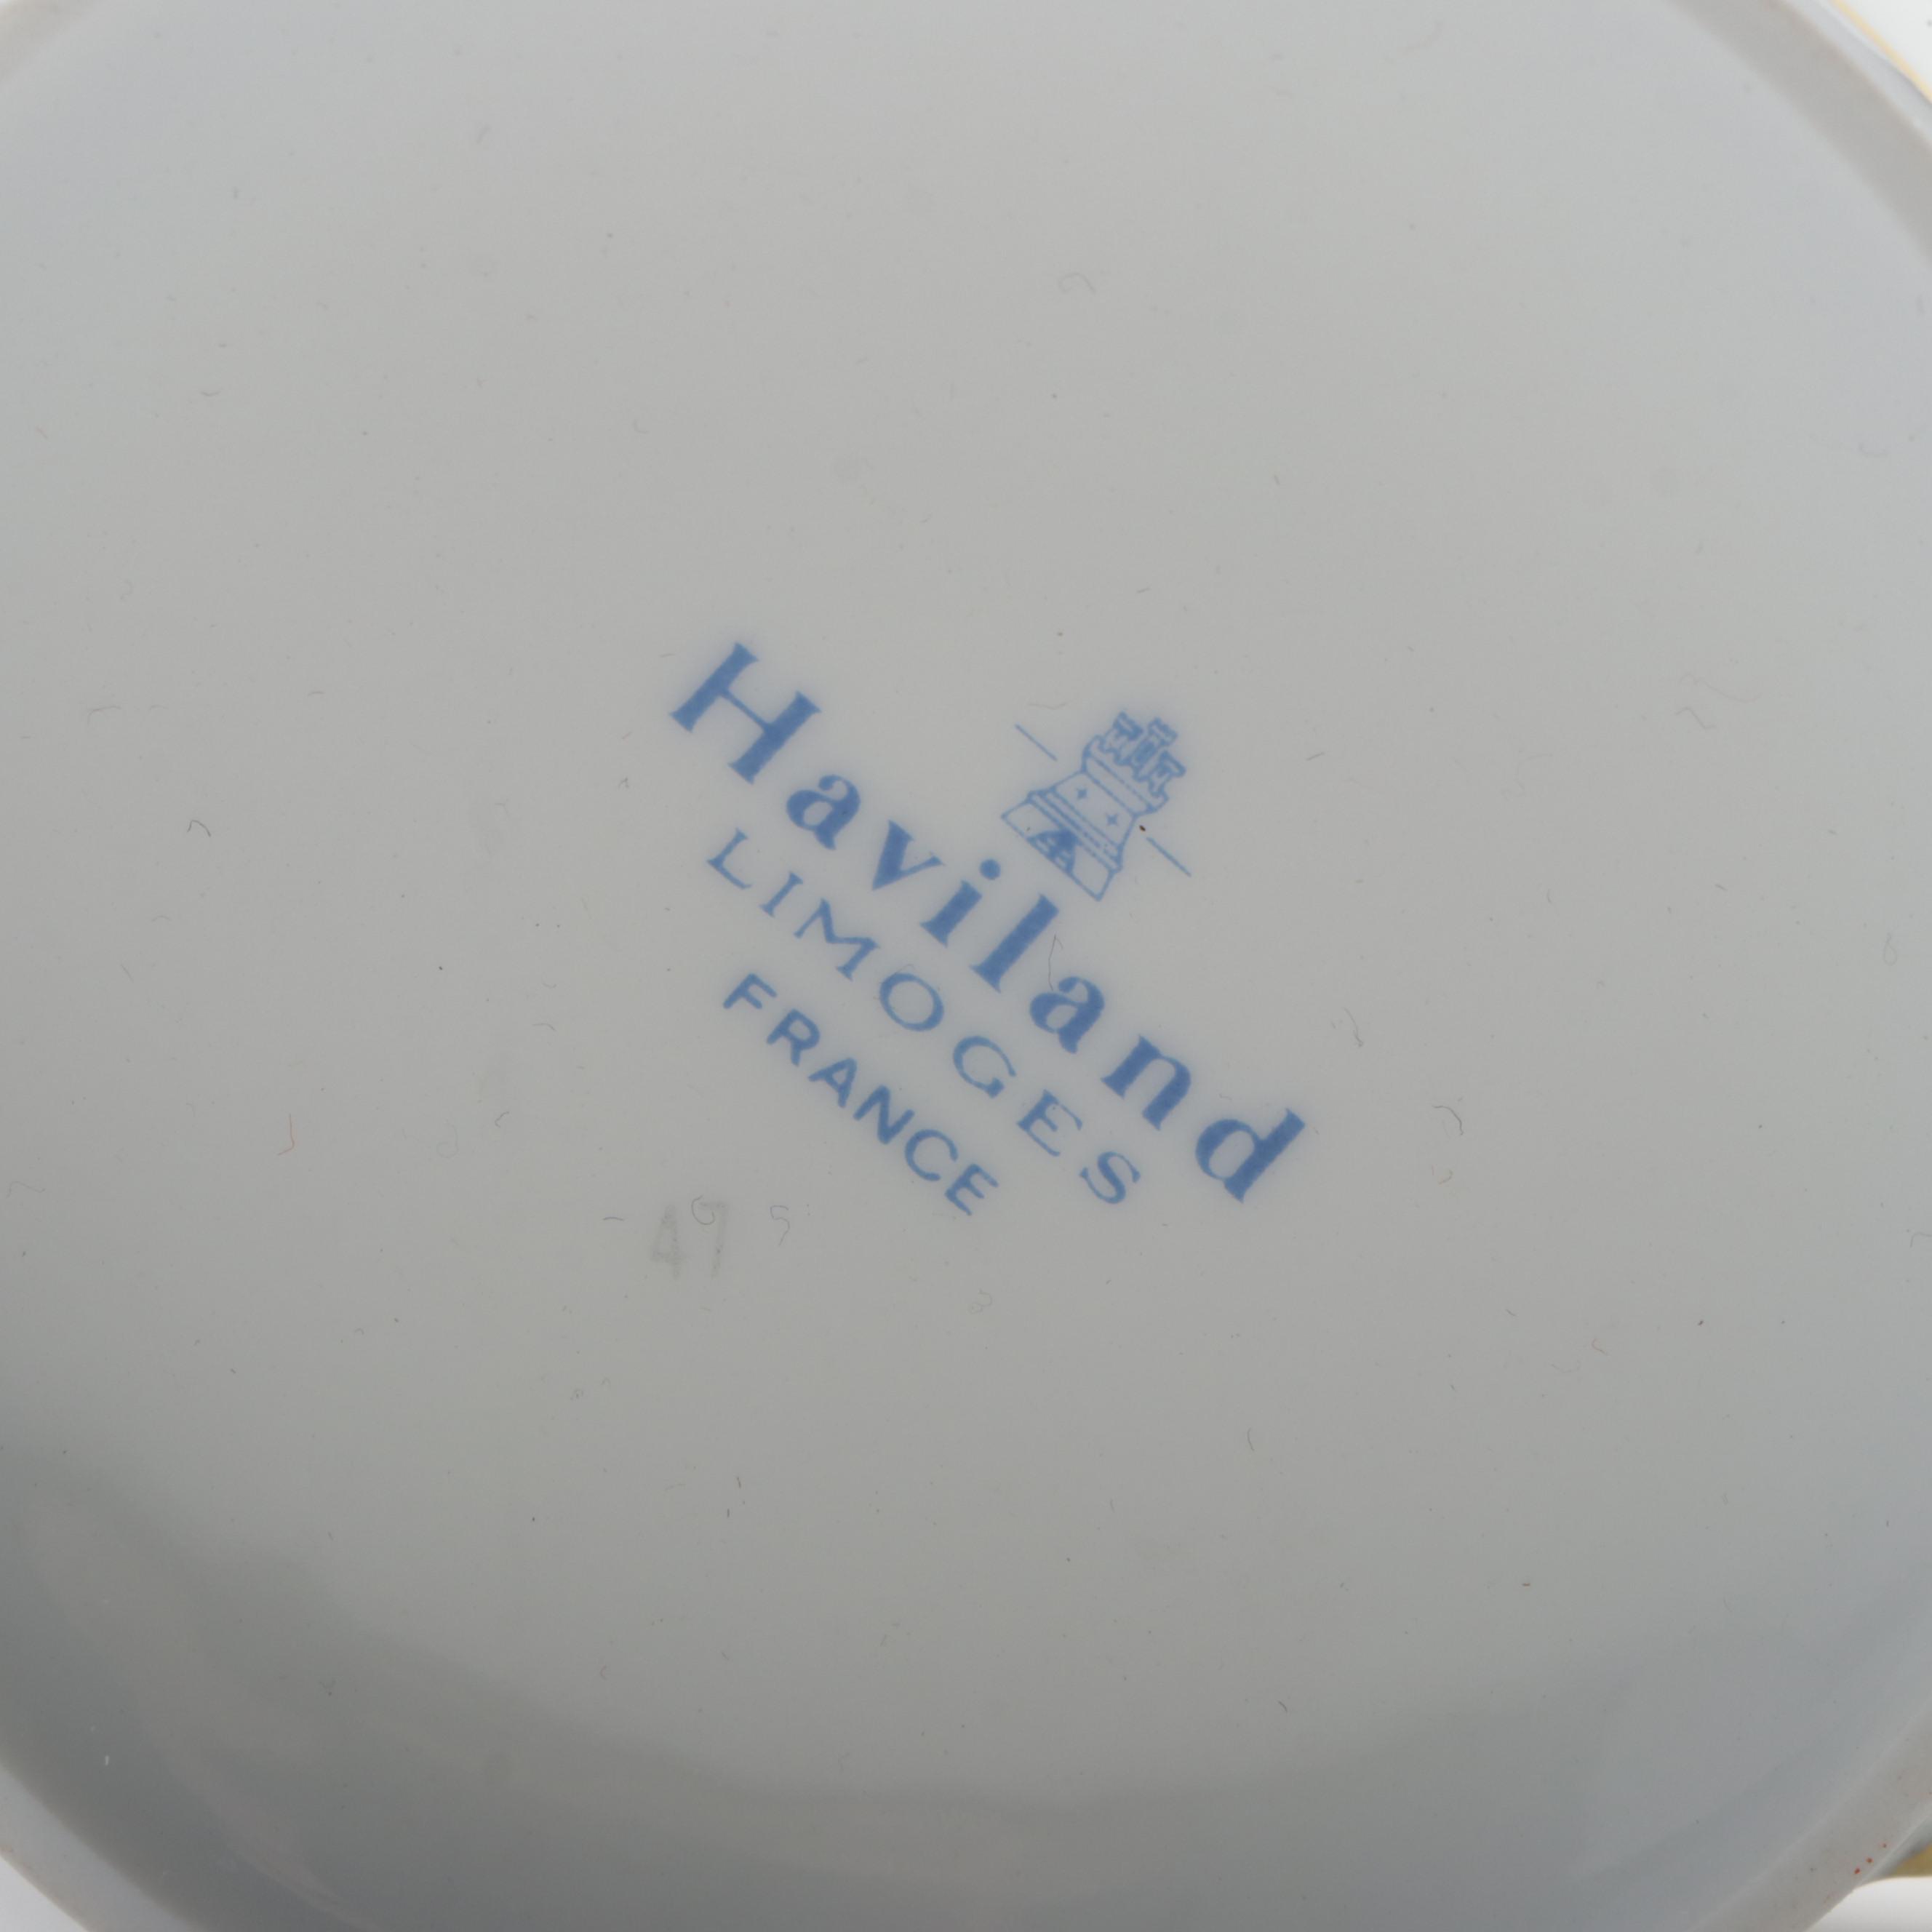 Haviland
LIMOGES
FRANCE
47